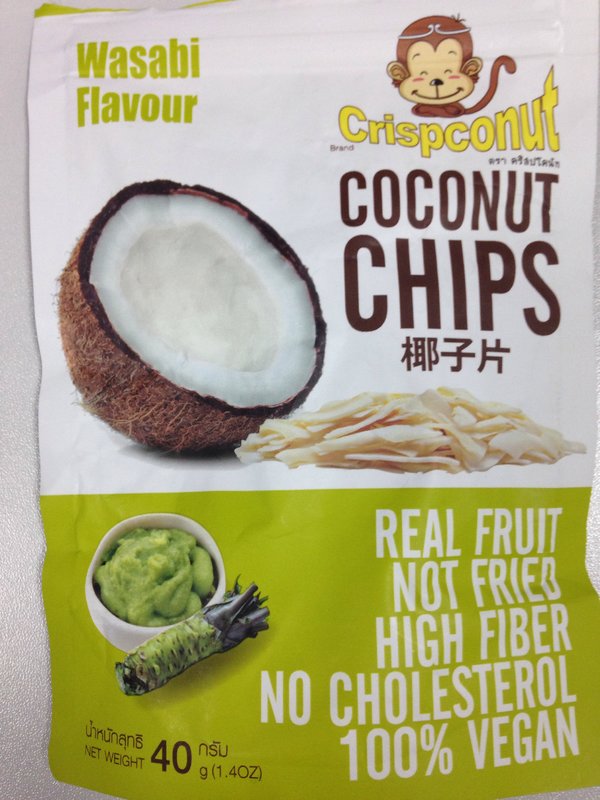 Wasabi
Flavour
Crispconut
Brand
ตรา คริสปโคนัท
COCONUT
CHIPS
椰子片
REAL FRUIT
NOT FRIED
HIGH FIBER
NO CHOLESTEROL
100% VEGAN
น้ำหนักสุทธิ 40 กรัม
NET WEIGHT g (1.4OZ)